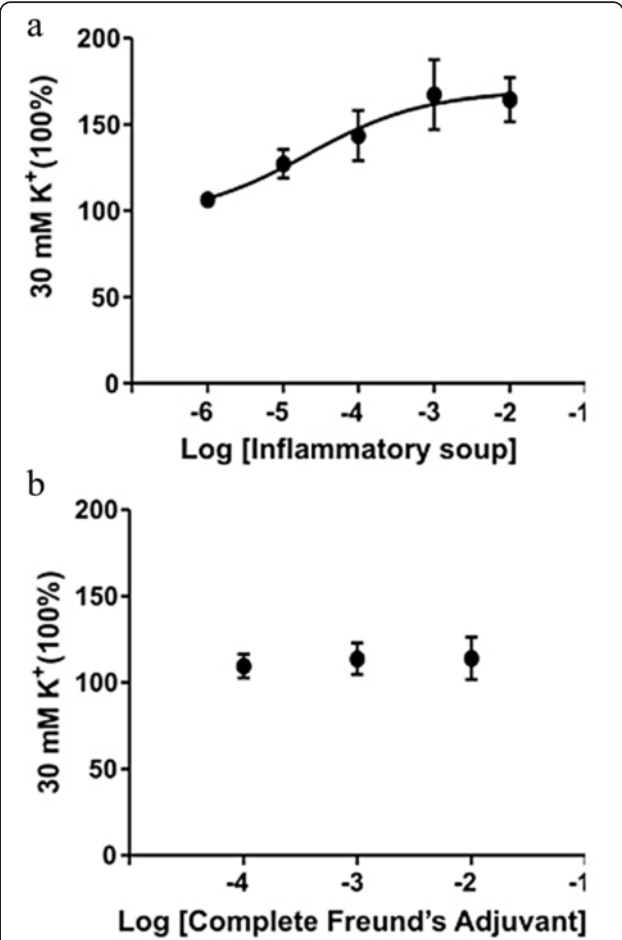 a
200
150
100
50
0
30 mM K⁺(100%)
-6 -5 -4 -3 -2 -1
Log [Inflammatory soup]
b
200
150
100
50
0
30 mM K⁺(100%)
-4 -3 -2 -1
Log [Complete Freund's Adjuvant]